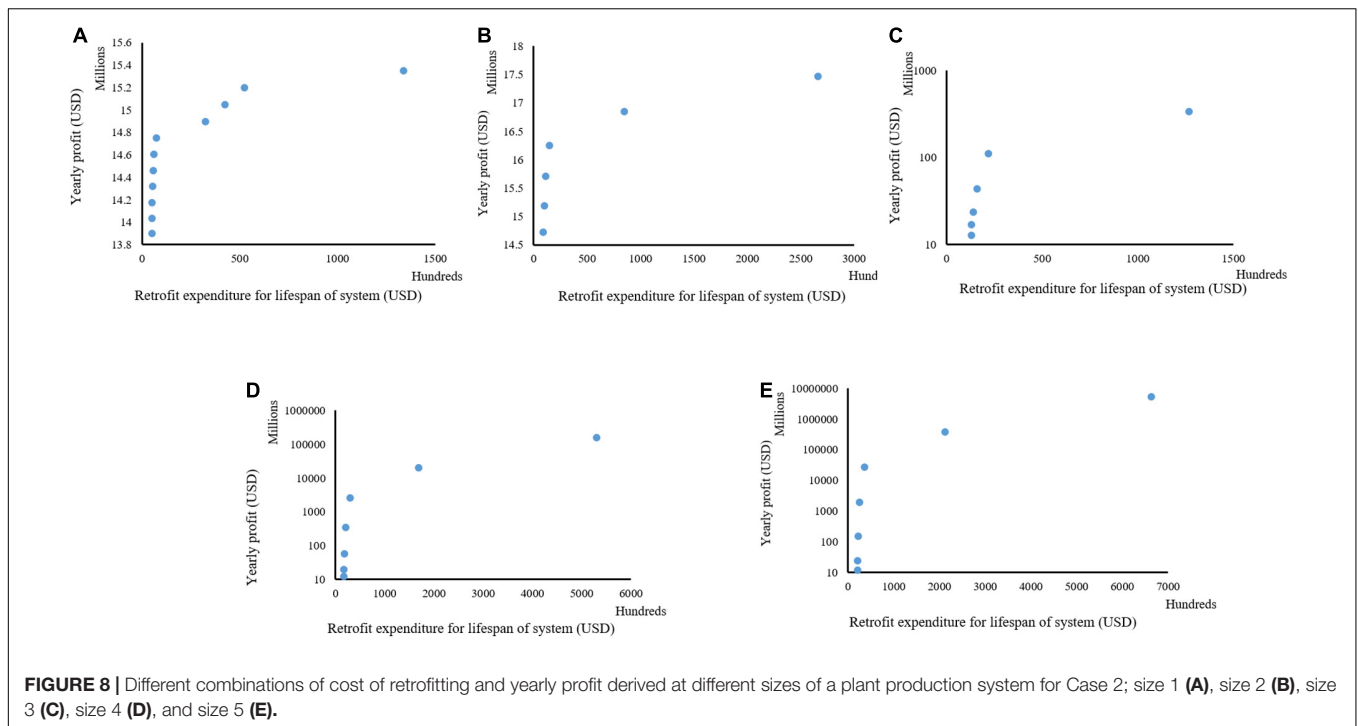 A
Millions
Yearly profit (USD)
15.6
15.4
15.2
15
14.8
14.6
14.4
14.2
14
13.8
0 500 1000 1500
Hundreds
Retrofit expenditure for lifespan of system (USD)
B
Millions
Yearly profit (USD)
18
17.5
17
16.5
16
15.5
15
14.5
0 500 1000 1500 2000 2500 3000
Hund
Retrofit expenditure for lifespan of system (USD)
C
Millions
Yearly profit (USD)
1000
100
10
0 500 1000 1500
Hundreds
Retrofit expenditure for lifespan of system (USD)
D
Millions
Yearly profit (USD)
1000000
100000
10000
1000
100
10
0 1000 2000 3000 4000 5000 6000
Hundreds
Retrofit expenditure for lifespan of system (USD)
E
Millions
Yearly profit (USD)
10000000
1000000
100000
10000
1000
100
10
0 1000 2000 3000 4000 5000 6000 7000
Hundreds
Retrofit expenditure for lifespan of system (USD)
FIGURE 8 | Different combinations of cost of retrofitting and yearly profit derived at different sizes of a plant production system for Case 2; size 1 (A), size 2 (B), size
3 (C), size 4 (D), and size 5 (E).